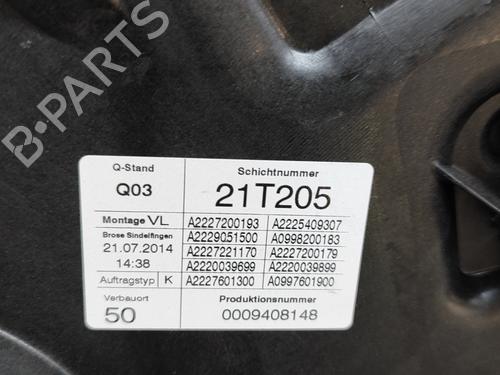 B-PARTS
Q-Stand
Q03
Schichtnummer
21T205
Montage VL
Brose Sindelfingen
21.07.2014
14:38
Auftragstyp K
Verbauort
50
A2227200193 A2225409307
A2229051500 A0998200183
A2227221170 A2227200179
A2220039699 A2220039899
A2227601300 A0997601900
Produktionsnummer
0009408148